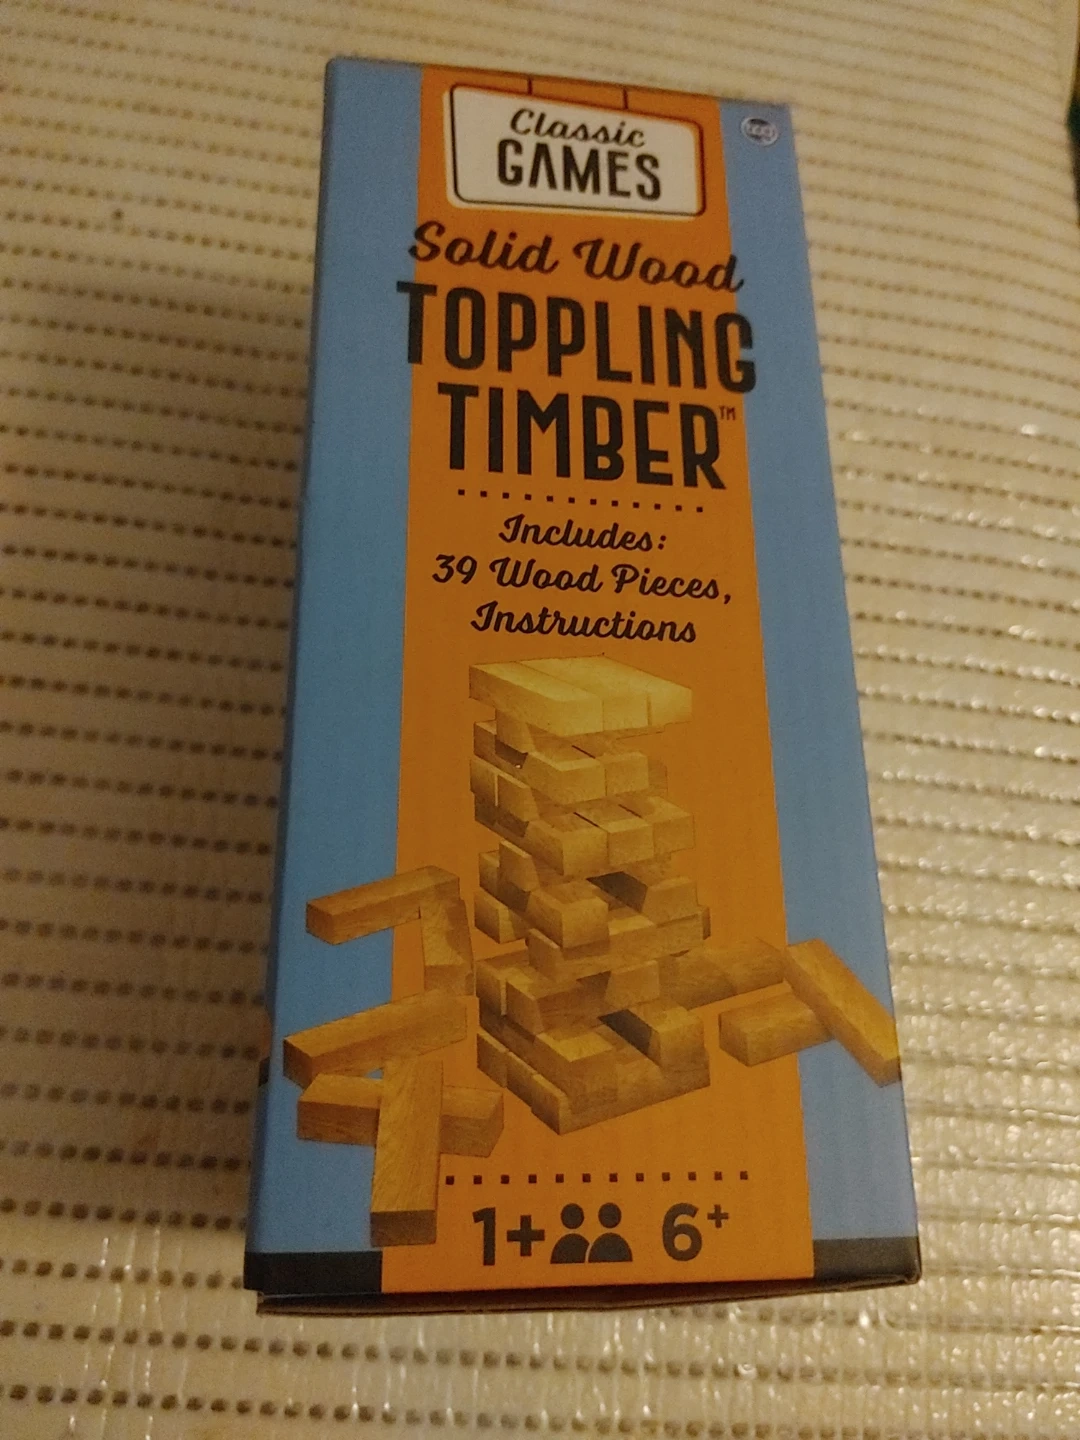 Classic
GAMES
Solid Wood
TOPPLING
TIMBER™
Includes:
39 Wood Pieces,
Instructions
1+ 6+